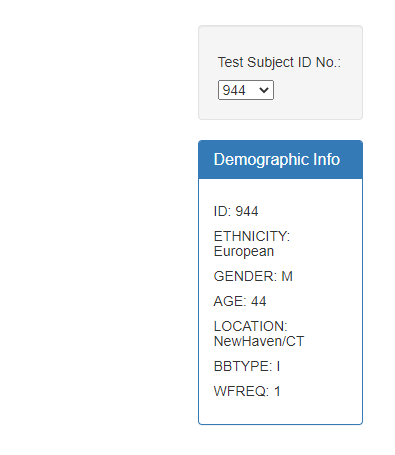 Test Subject ID No.:
944
Demographic Info
ID: 944
ETHNICITY:
European
GENDER: M
AGE: 44
LOCATION:
NewHaven/CT
BBTYPE: I
WFREQ: 1